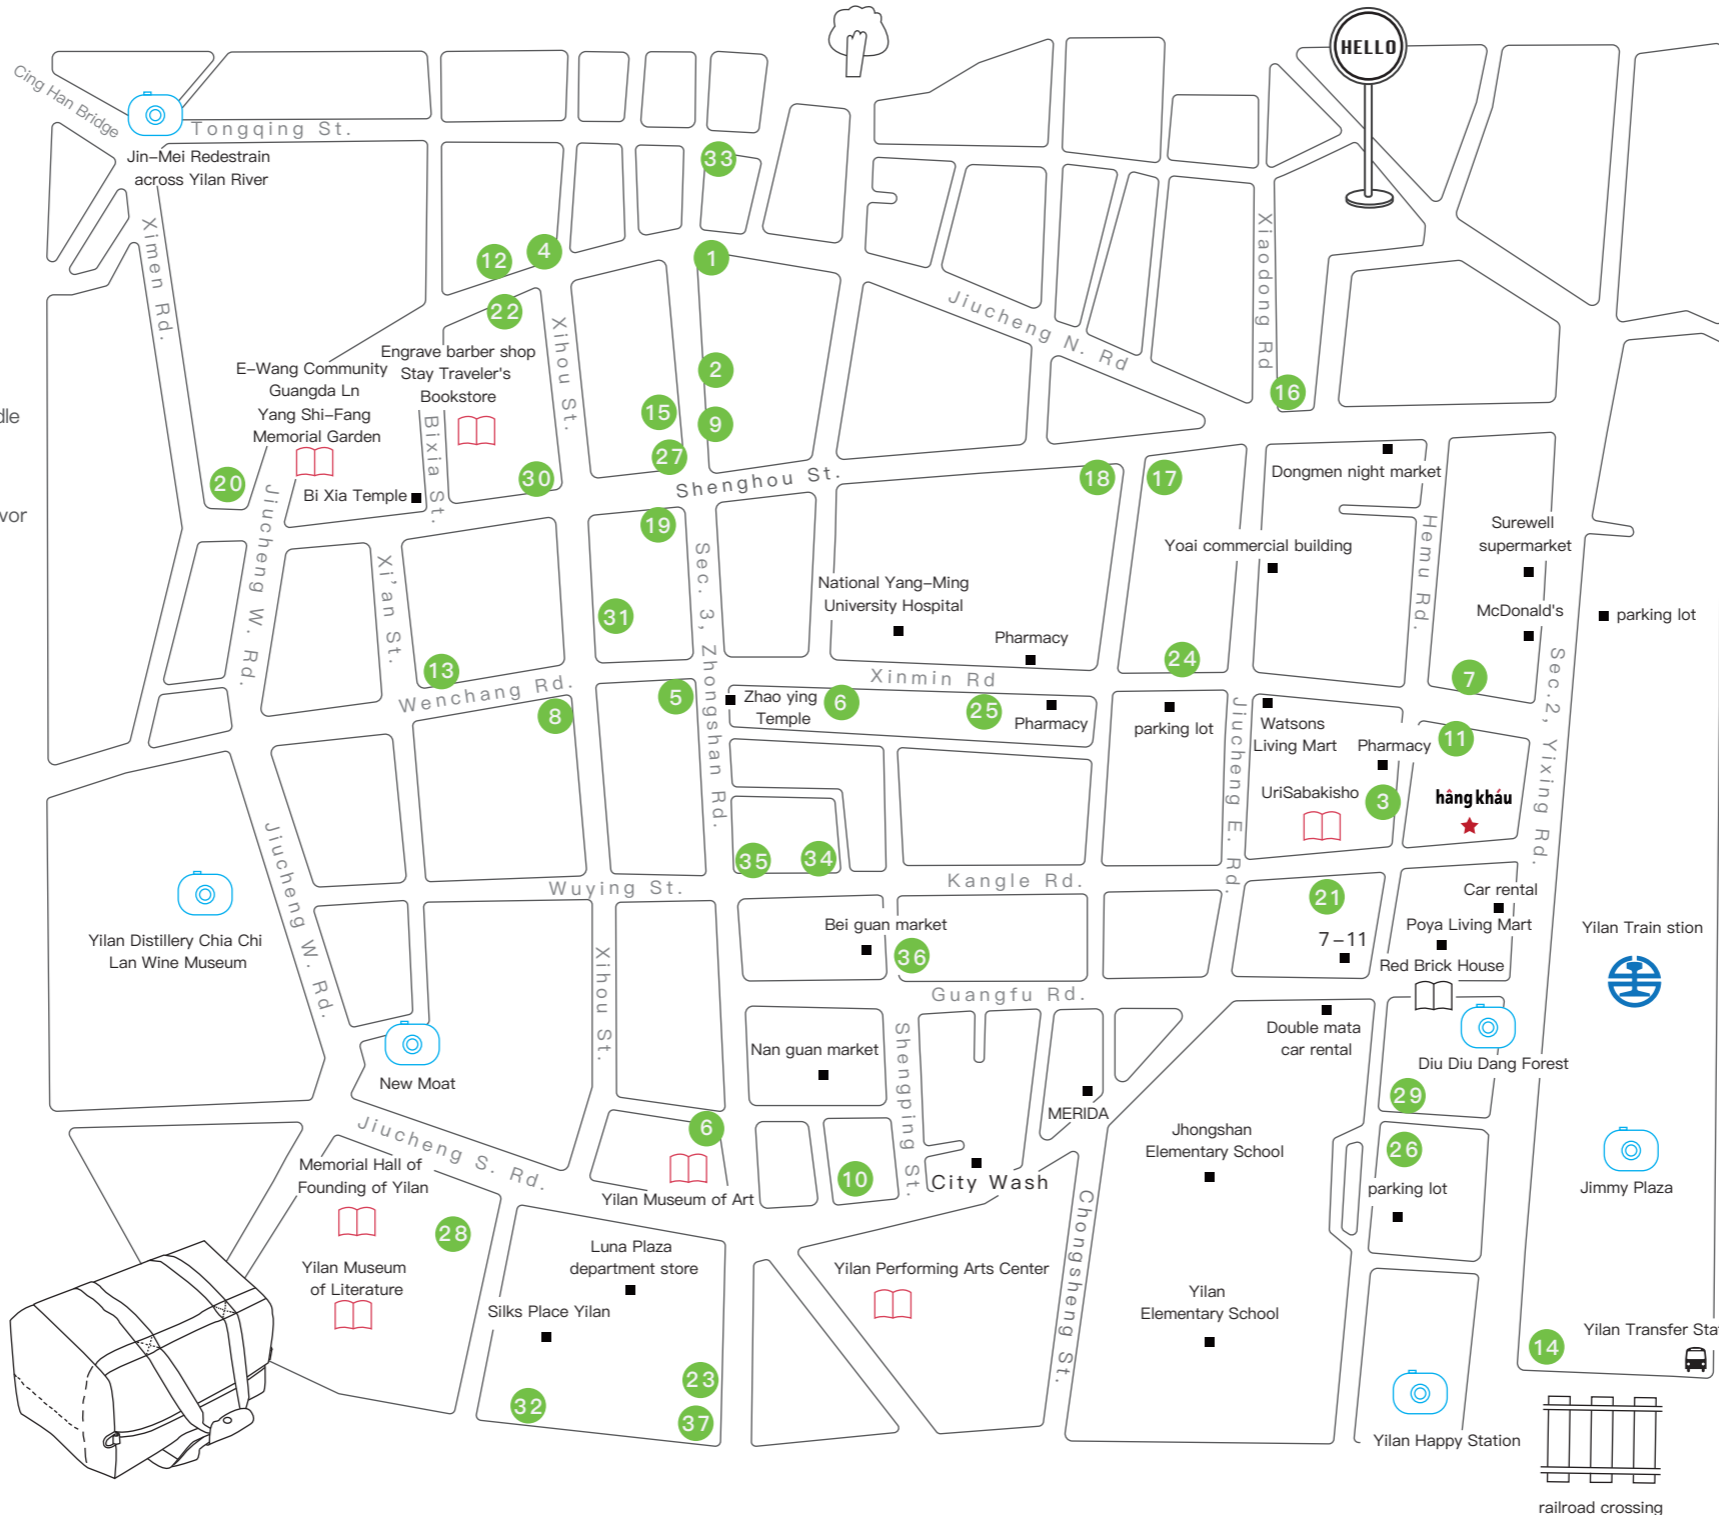 HELLO
Cing Han Bridge
Tongqing St.
Jin-Mei Redestrain
across Yilan River
33
Ximen Rd.
12
4
1
22
Xihou St.
Jiucheng N. Rd
Xiaodong Rd
16
Engrave barber shop
Stay Traveler's
Bookstore
E-Wang Community
Guangda Ln
Yang Shi-Fang
Memorial Garden
2
15
9
27
dle
vor
20
Bi Xia Temple
Bixia St.
30
Shenghou St.
18
17
Dongmen night market
Jiucheng W. Rd.
Xi'an St.
19
Sec. 3, Zhongshan Rd.
Yoai commercial building
Hemu Rd.
Surewell
supermarket
National Yang-Ming
University Hospital
McDonald's
parking lot
31
Pharmacy
24
13
Wenchang Rd.
Xinmin Rd
7
Sec.2, Yixing Rd.
8
5
Zhao ying
Temple
6
25
Pharmacy
parking lot
Jiucheng E. Rd.
Watsons
Living Mart
Pharmacy
11
UriSabakisho
3
hâng kháu
Jiucheng W. Rd.
35
34
Wuying St.
Kangle Rd.
21
Car rental
Poya Living Mart
7-11
Red Brick House
Yilan Train stion
Yilan Distillery Chia Chi
Lan Wine Museum
Bei guan market
36
Xihou St.
Guangfu Rd.
Double mata
car rental
Diu Diu Dang Forest
New Moat
Nan guan market
Shengping St.
MERIDA
29
Jiucheng S. Rd.
6
Jhongshan
Elementary School
26
Memorial Hall of
Founding of Yilan
Yilan Museum of Art
10
City Wash
parking lot
Jimmy Plaza
28
Chongsheng St.
Luna Plaza
department store
Yilan Museum
of Literature
Yilan Performing Arts Center
Silks Place Yilan
Yilan
Elementary School
14
Yilan Transfer Sta
23
32
37
Yilan Happy Station
railroad crossing